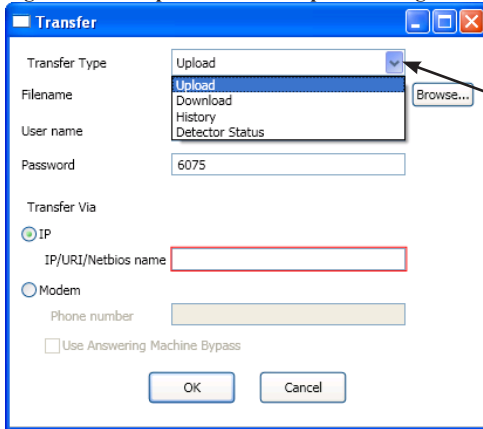 Transfer
Transfer Type Upload
Upload
Filename Browse...
Download
History
User name Detector Status
Password 6075
Transfer Via
IP
IP/URI/Netbios name
Modem
Phone number
Use Answering Machine Bypass
OK Cancel